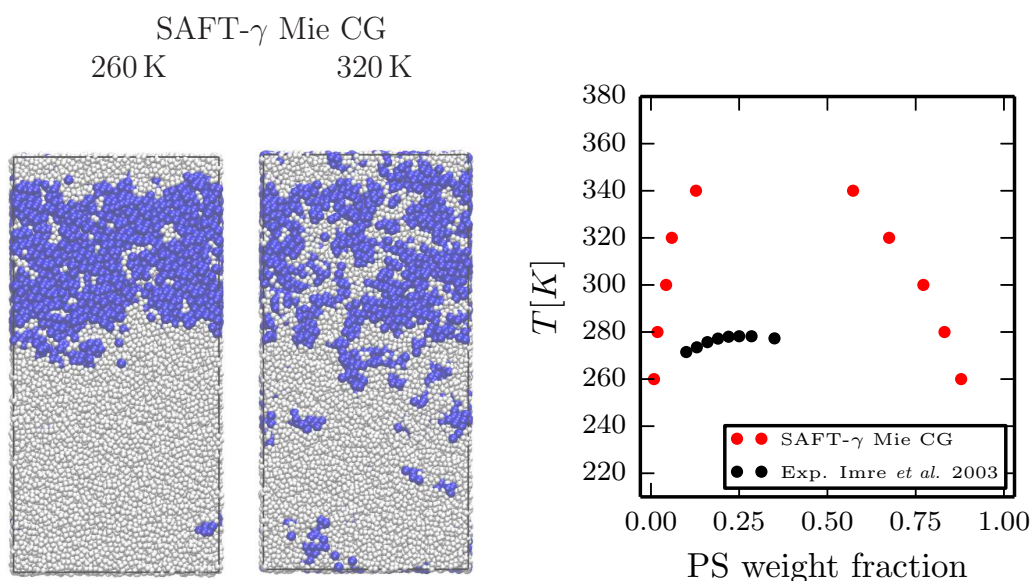 SAFT-γ Mie CG
260 K 320 K
380
360
340
320
300
280
260
240
220
T[K]
SAFT-γ Mie CG
Exp. Imre et al. 2003
0.00 0.25 0.50 0.75 1.00
PS weight fraction